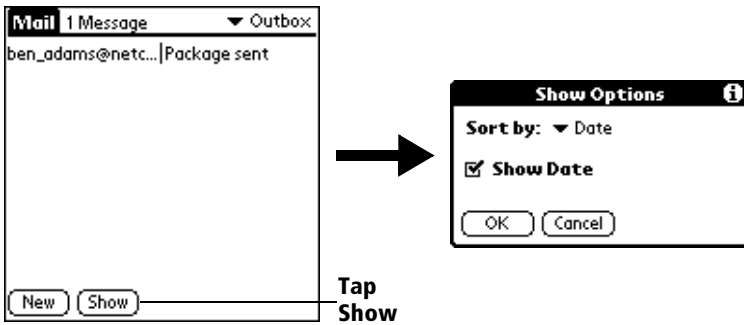 Mail 1 Message Outbox
ben_adams@netc... Package sent
New Show
Tap
Show
Show Options
Sort by: Date
Show Date
OK Cancel